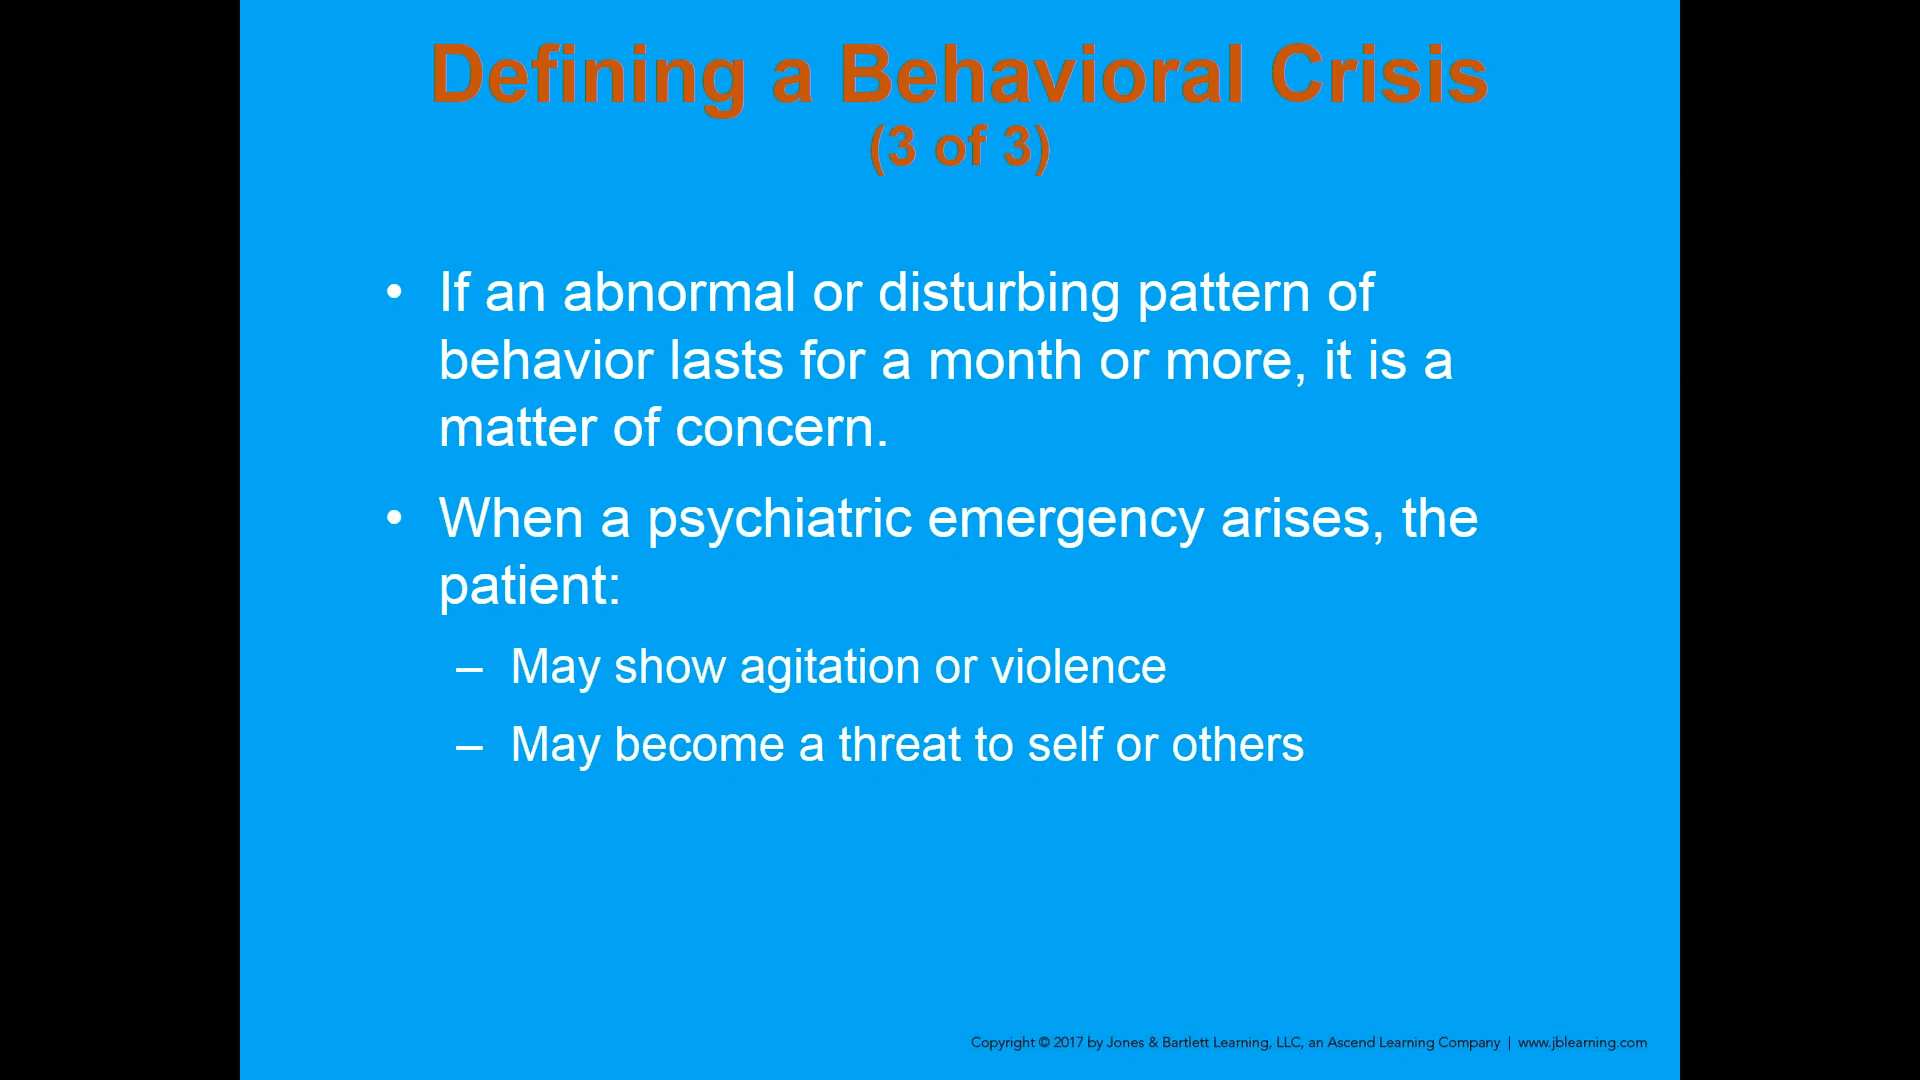 Defining a Behavioral Crisis
(3 of 3)
• If an abnormal or disturbing pattern of
behavior lasts for a month or more, it is a
matter of concern.
• When a psychiatric emergency arises, the
patient:
– May show agitation or violence
– May become a threat to self or others
Copyright © 2017 by Jones & Bartlett Learning, LLC, an Ascend Learning Company | www.jblearning.com